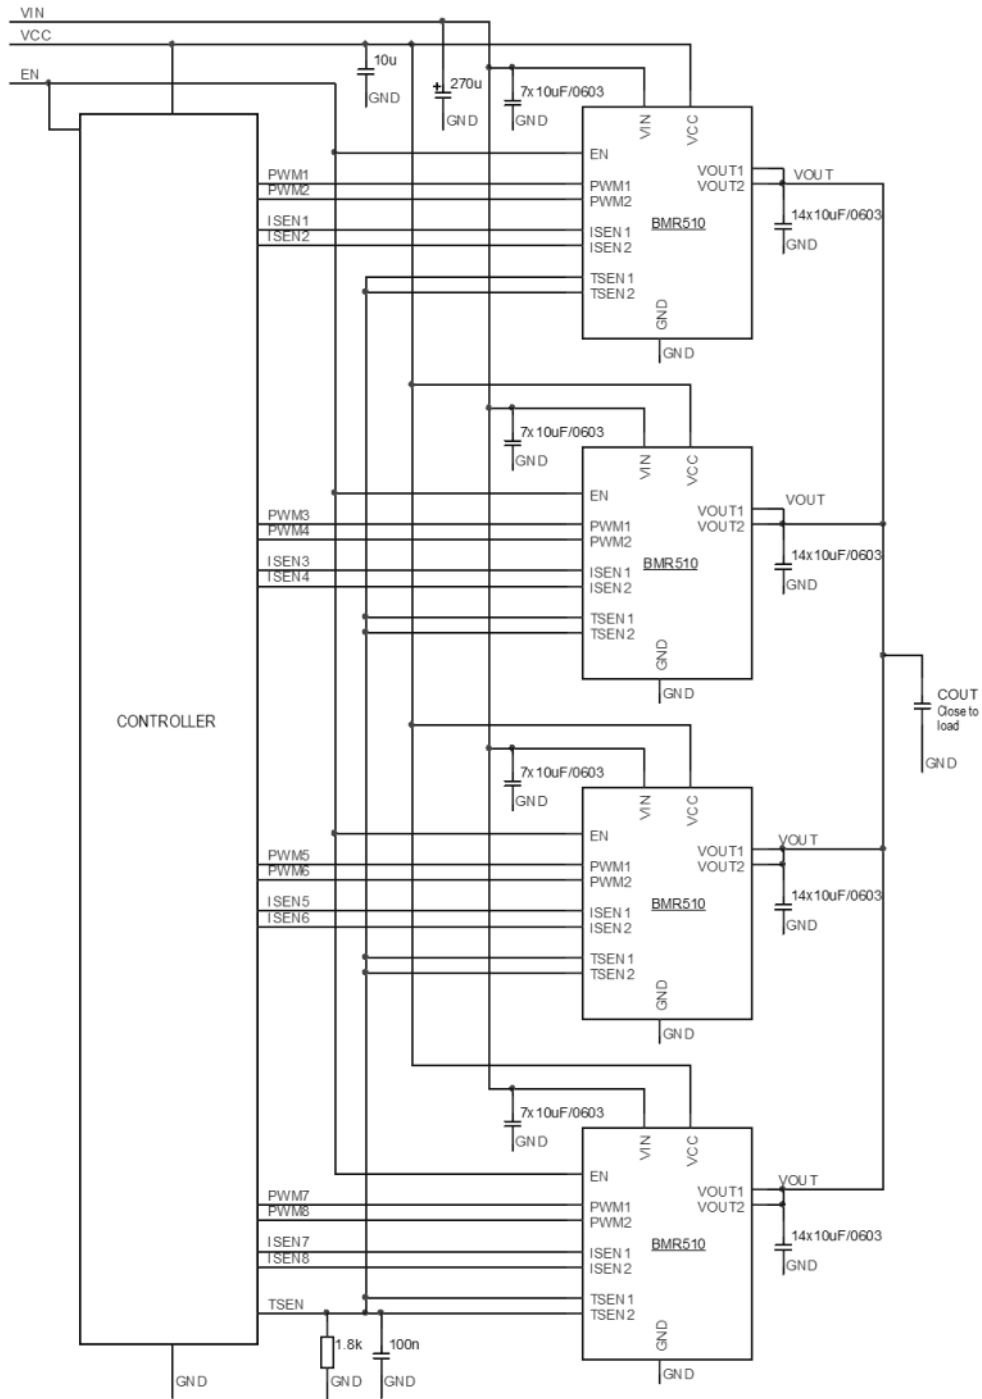 VIN
VCC
EN
10u
GND
270u
GND
7x10uF/0603
GND
VIN
VCC
EN
PWM1
PWM2
ISEN1
ISEN2
PWM1
PWM2
ISEN1
ISEN2
TSEN1
TSEN2
BMR510
VOUT1
VOUT2
VOUT
14x10uF/0603
GND
GND
GND
7x10uF/0603
GND
VIN
VCC
EN
PWM3
PWM4
ISEN3
ISEN4
PWM1
PWM2
ISEN1
ISEN2
TSEN1
TSEN2
BMR510
VOUT1
VOUT2
VOUT
14x10uF/0603
GND
GND
GND
CONTROLLER
COUT
Close to
load
GND
7x10uF/0603
GND
VIN
VCC
EN
PWM5
PWM6
ISEN5
ISEN6
PWM1
PWM2
ISEN1
ISEN2
TSEN1
TSEN2
BMR510
VOUT1
VOUT2
VOUT
14x10uF/0603
GND
GND
GND
7x10uF/0603
GND
VIN
VCC
EN
PWM7
PWM8
ISEN7
ISEN8
TSEN
PWM1
PWM2
ISEN1
ISEN2
TSEN1
TSEN2
BMR510
VOUT1
VOUT2
VOUT
14x10uF/0603
GND
GND
GND
1.8k
100n
GND
GND
GND